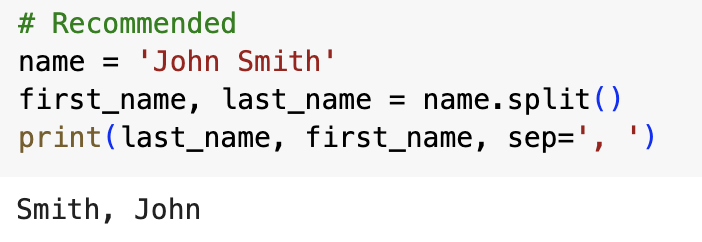 # Recommended
name = 'John Smith'
first_name, last_name = name.split()
print(last_name, first_name, sep=', ')
Smith, John